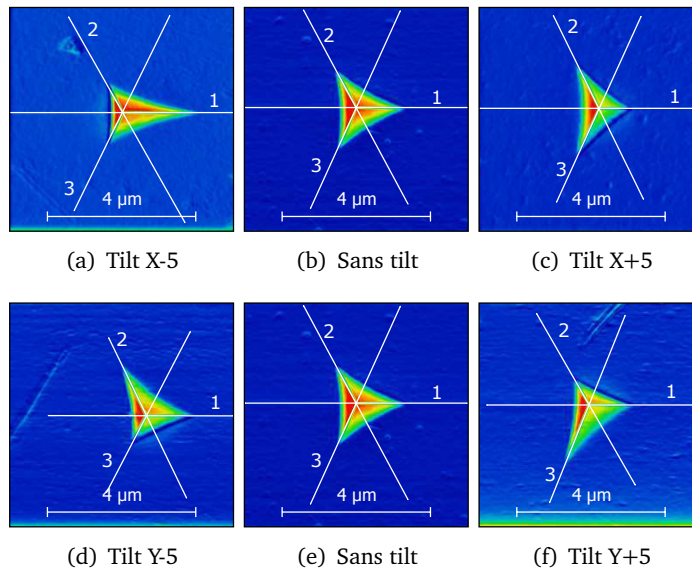 2
1
3
4 µm
2
1
3
4 µm
2
1
3
4 µm
(a) Tilt X-5
(b) Sans tilt
(c) Tilt X+5
2
1
3
4 µm
2
1
3
4 µm
2
1
3
4 µm
(d) Tilt Y-5
(e) Sans tilt
(f) Tilt Y+5